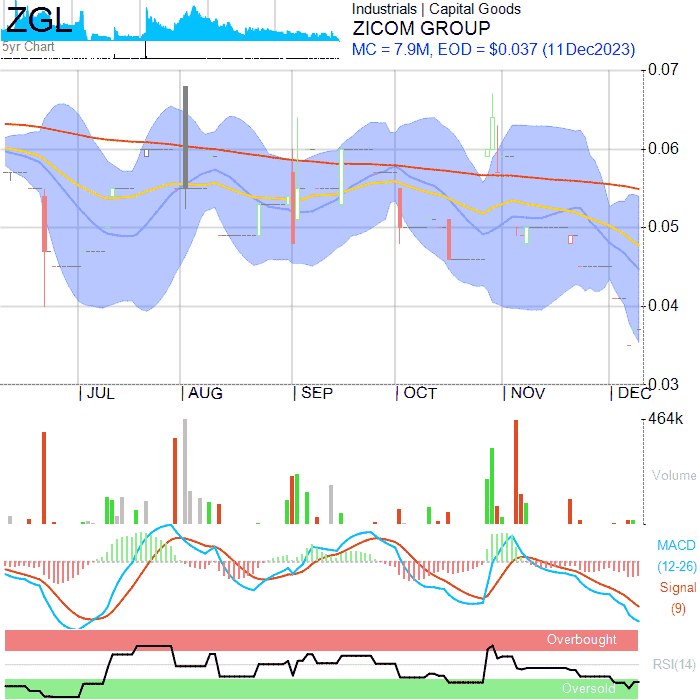 ZGL
5yr Chart
Industrials | Capital Goods
ZICOM GROUP
MC = 7.9M, EOD = $0.037 (11Dec2023)
0.07
0.06
0.05
0.04
0.03
JUL AUG SEP OCT NOV DEC
464k
Volume
MACD
(12-26)
Signal
(9)
Overbought
RSI(14)
Oversold